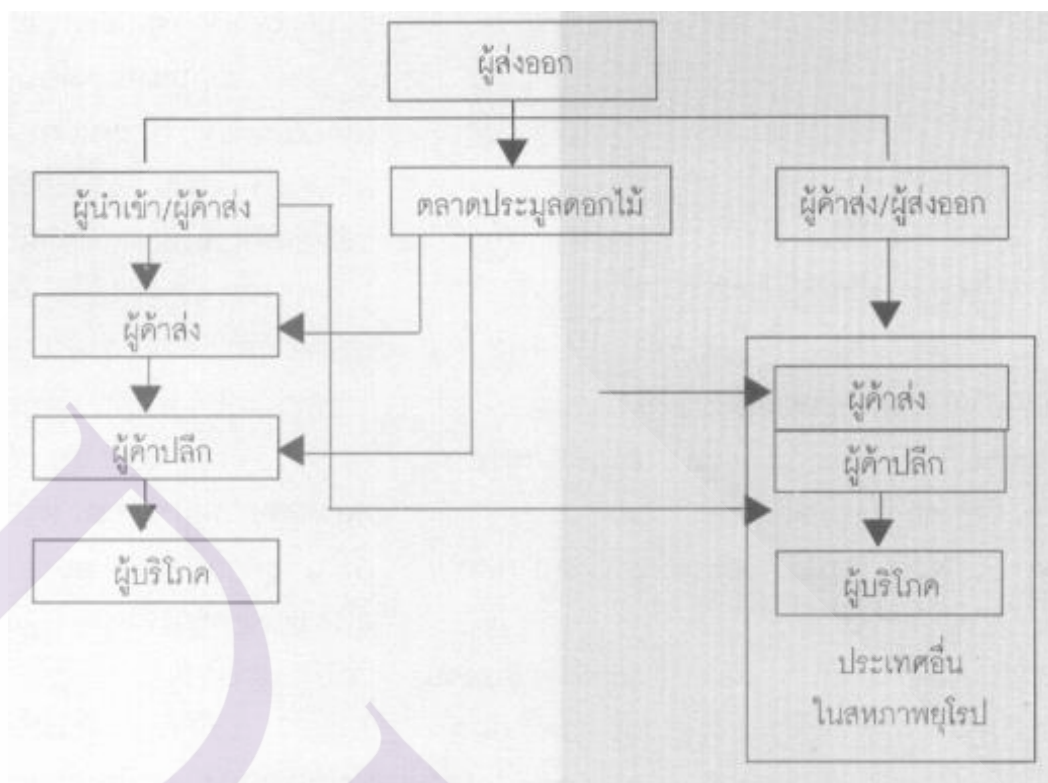 ผู้ส่งออก
ผู้นำเข้า/ผู้ค้าส่ง
ตลาดประมูลดอกไม้
ผู้ค้าส่ง/ผู้ส่งออก
ผู้ค้าส่ง
ผู้ค้าปลีก
ผู้บริโภค
ผู้ค้าส่ง
ผู้ค้าปลีก
ผู้บริโภค
ประเทศอื่น
ในสหภาพยุโรป